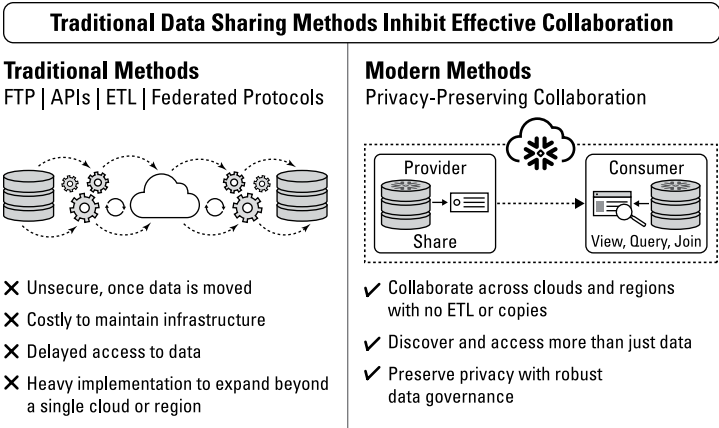 Traditional Data Sharing Methods Inhibit Effective Collaboration
Traditional Methods
FTP | APIs | ETL | Federated Protocols
✗ Unsecure, once data is moved
✗ Costly to maintain infrastructure
✗ Delayed access to data
✗ Heavy implementation to expand beyond
a single cloud or region
Modern Methods
Privacy-Preserving Collaboration
Provider
Share
Consumer
View, Query, Join
✓ Collaborate across clouds and regions
with no ETL or copies
✓ Discover and access more than just data
✓ Preserve privacy with robust
data governance